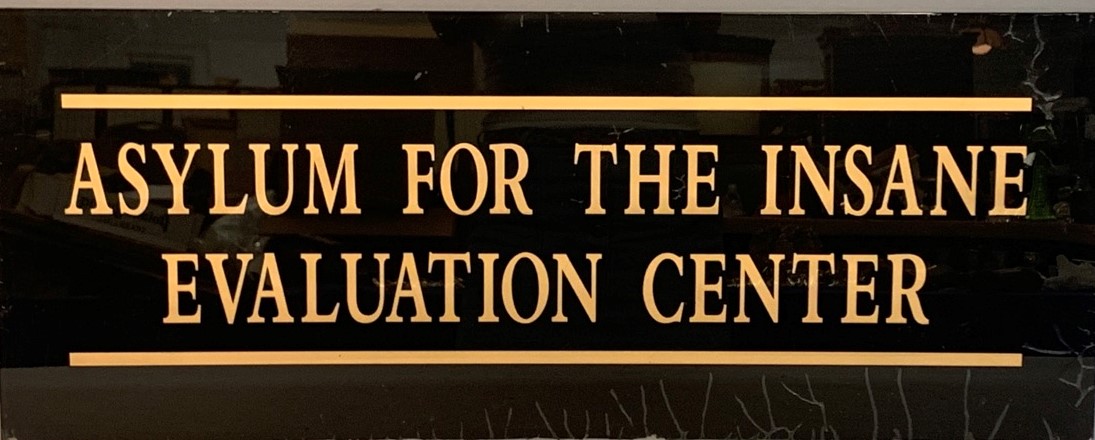 ASYLUM FOR THE INSANE
EVALUATION CENTER